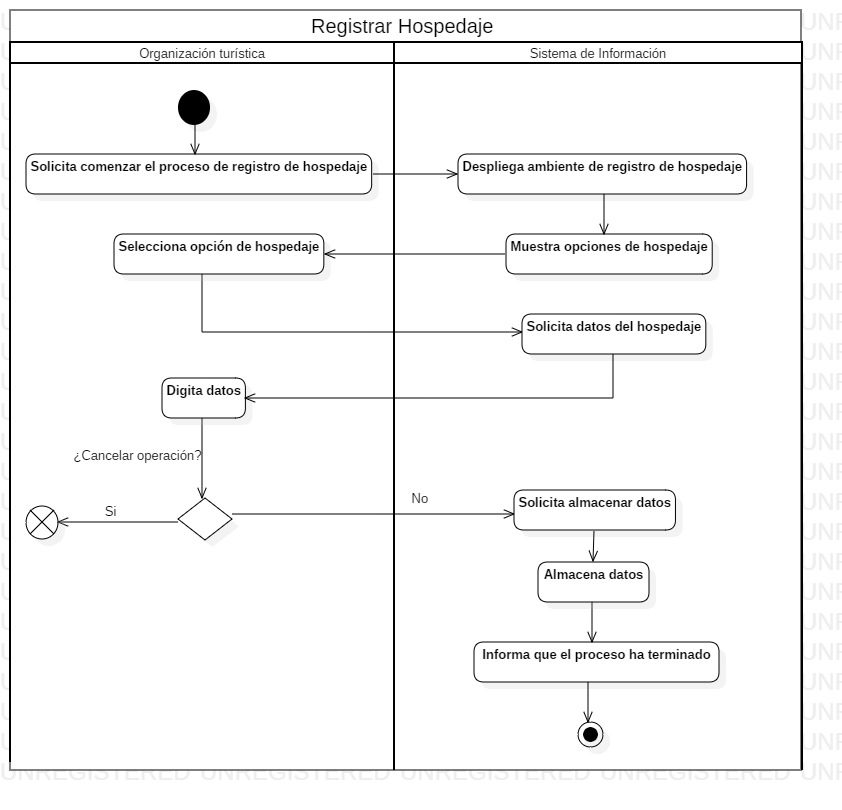 Registrar Hospedaje
Organización turística
Sistema de Información
Solicita comenzar el proceso de registro de hospedaje
Despliega ambiente de registro de hospedaje
Selecciona opción de hospedaje
Muestra opciones de hospedaje
Solicita datos del hospedaje
Digita datos
¿Cancelar operación?
Si
No
Solicita almacenar datos
Almacena datos
Informa que el proceso ha terminado
UNREGISTERED UNREGISTERED UNREGISTERED UNREGISTERED UNR